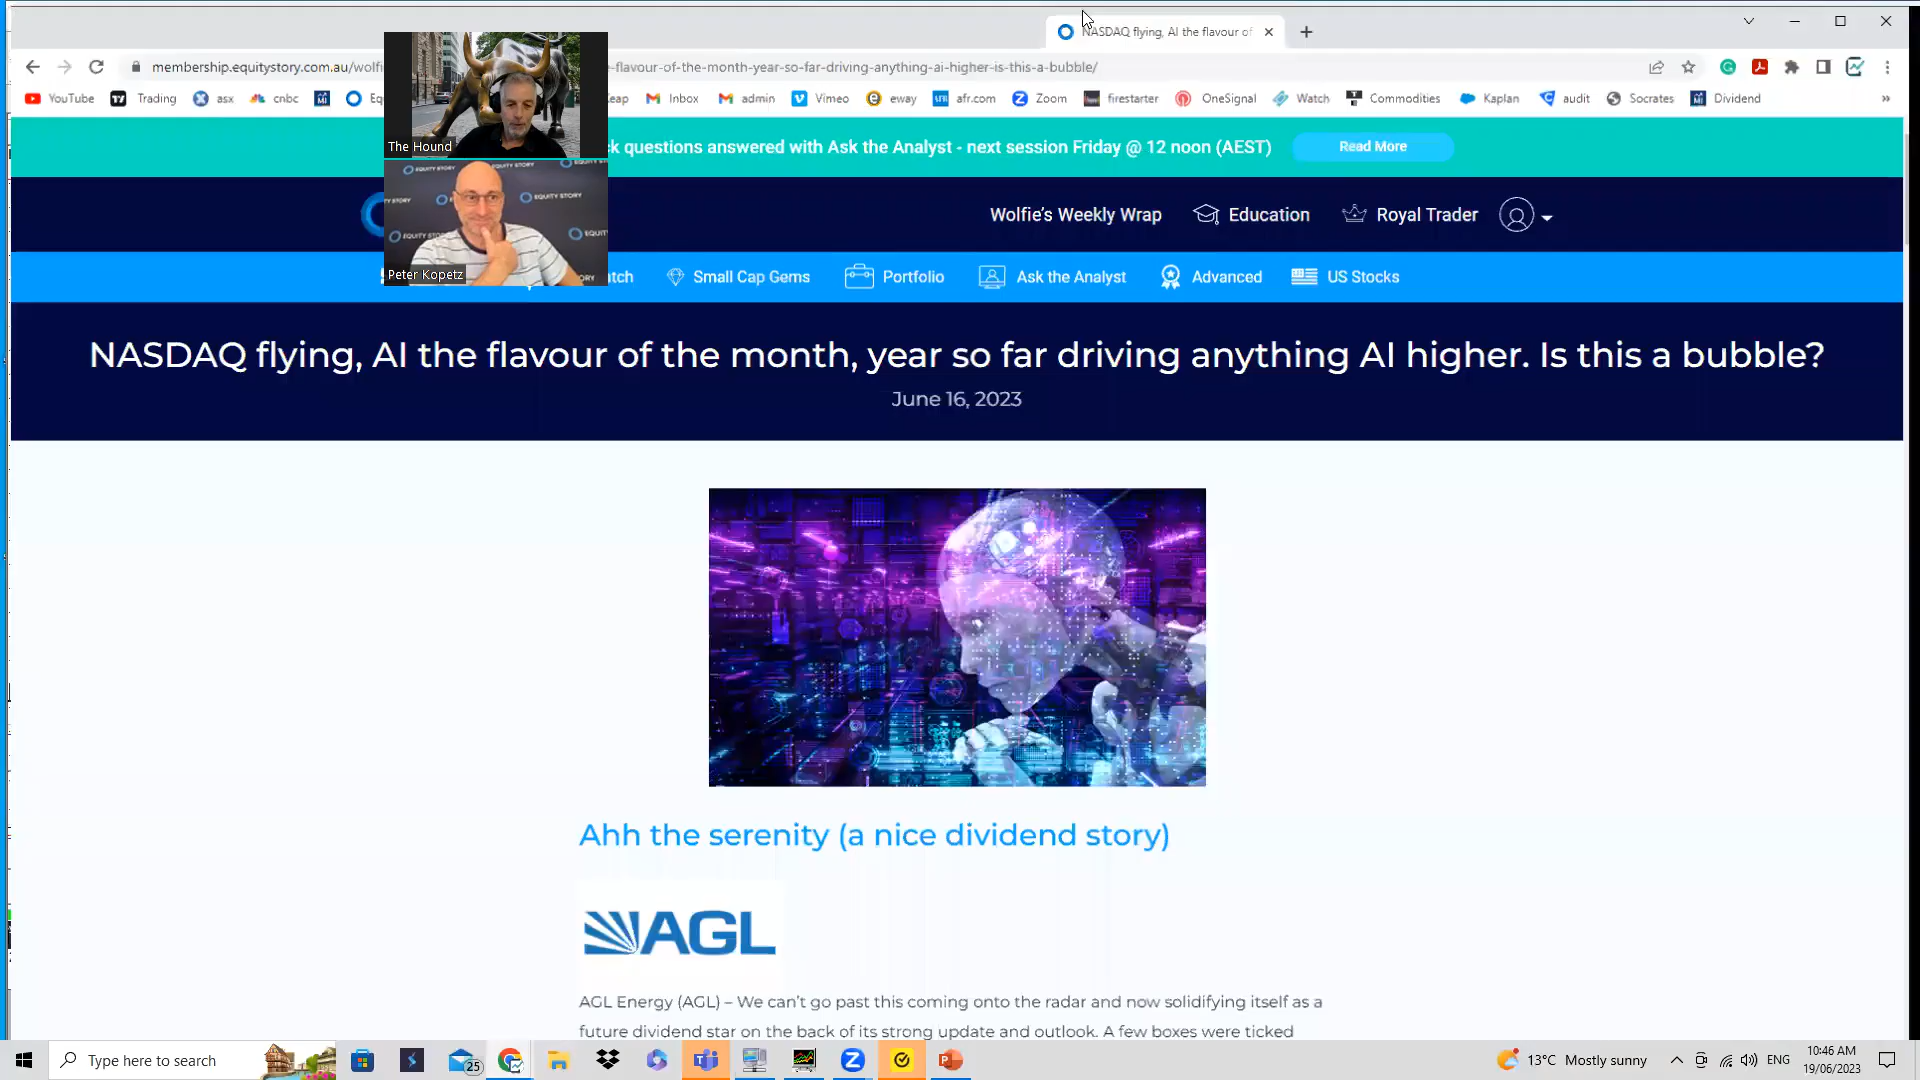 NASDAQ flying, AI the flavour of
membership.equitystory.com.au/wolfi
e-flavour-of-the-month-year-so-far-driving-anything-ai-higher-is-this-a-bubble/
YouTube Trading asx cnbc Inbox admin Vimeo eway afr.com Zoom firestarter OneSignal Watch Commodities Kaplan audit Socrates Dividend
The Hound
questions answered with Ask the Analyst - next session Friday @ 12 noon (AEST) Read More
EQUITY STORY
Peter Kopetz
Wolfie's Weekly Wrap Education Royal Trader
Small Cap Gems Portfolio Ask the Analyst Advanced US Stocks
NASDAQ flying, AI the flavour of the month, year so far driving anything AI higher. Is this a bubble?
June 16, 2023
Ahh the serenity (a nice dividend story)
AGL
AGL Energy (AGL) – We can't go past this coming onto the radar and now solidifying itself as a
future dividend star on the back of its strong update and outlook. A few boxes were ticked
Type here to search 25 13°C Mostly sunny ENG 10:46 AM
19/06/2023